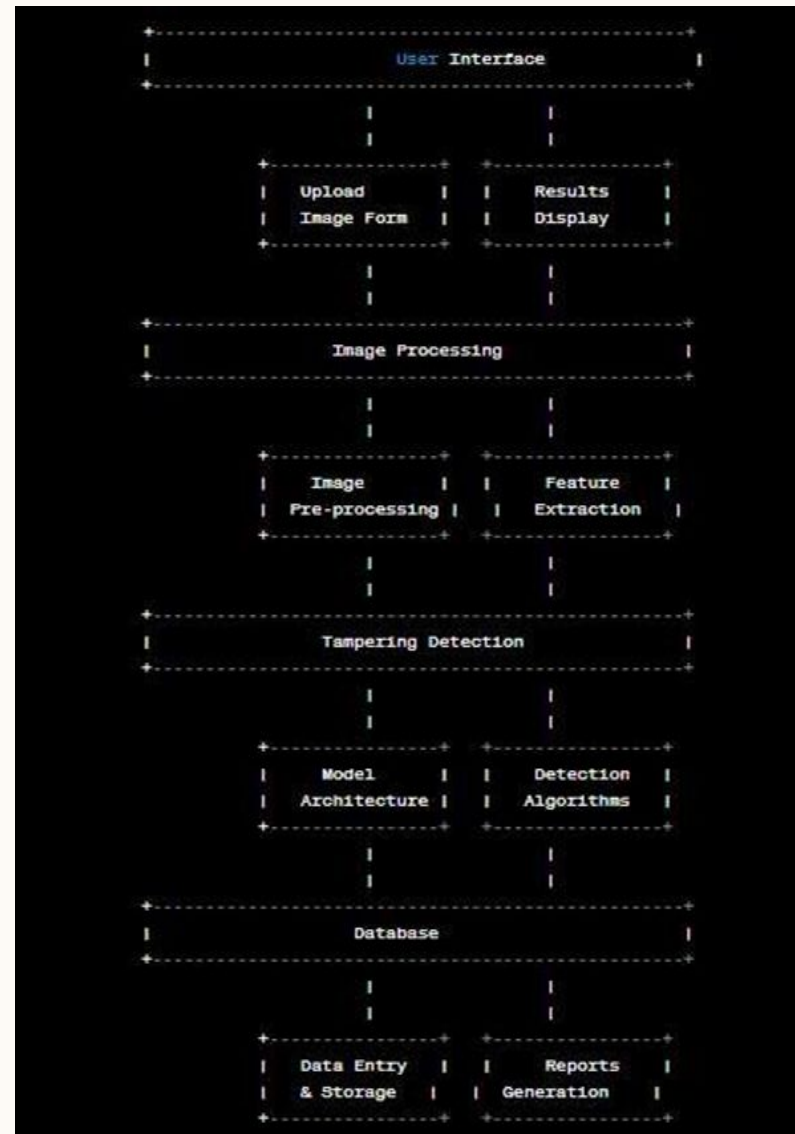 User Interface
Upload Results
Image Form Display
Image Processing
Image Feature
Pre-processing Extraction
Tampering Detection
Model Detection
Architecture Algorithms
Database
Data Entry Reports
& Storage Generation